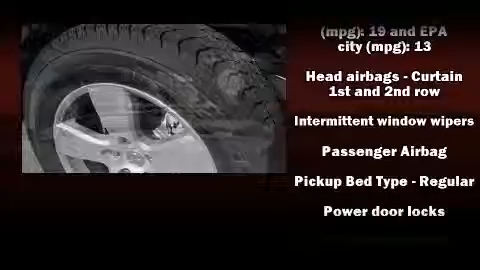 (mpg): 19 and EPA
city (mpg): 13
Head airbags - Curtain
1st and 2nd row
Intermittent window wipers
Passenger Airbag
Pickup Bed Type - Regular
Power door locks